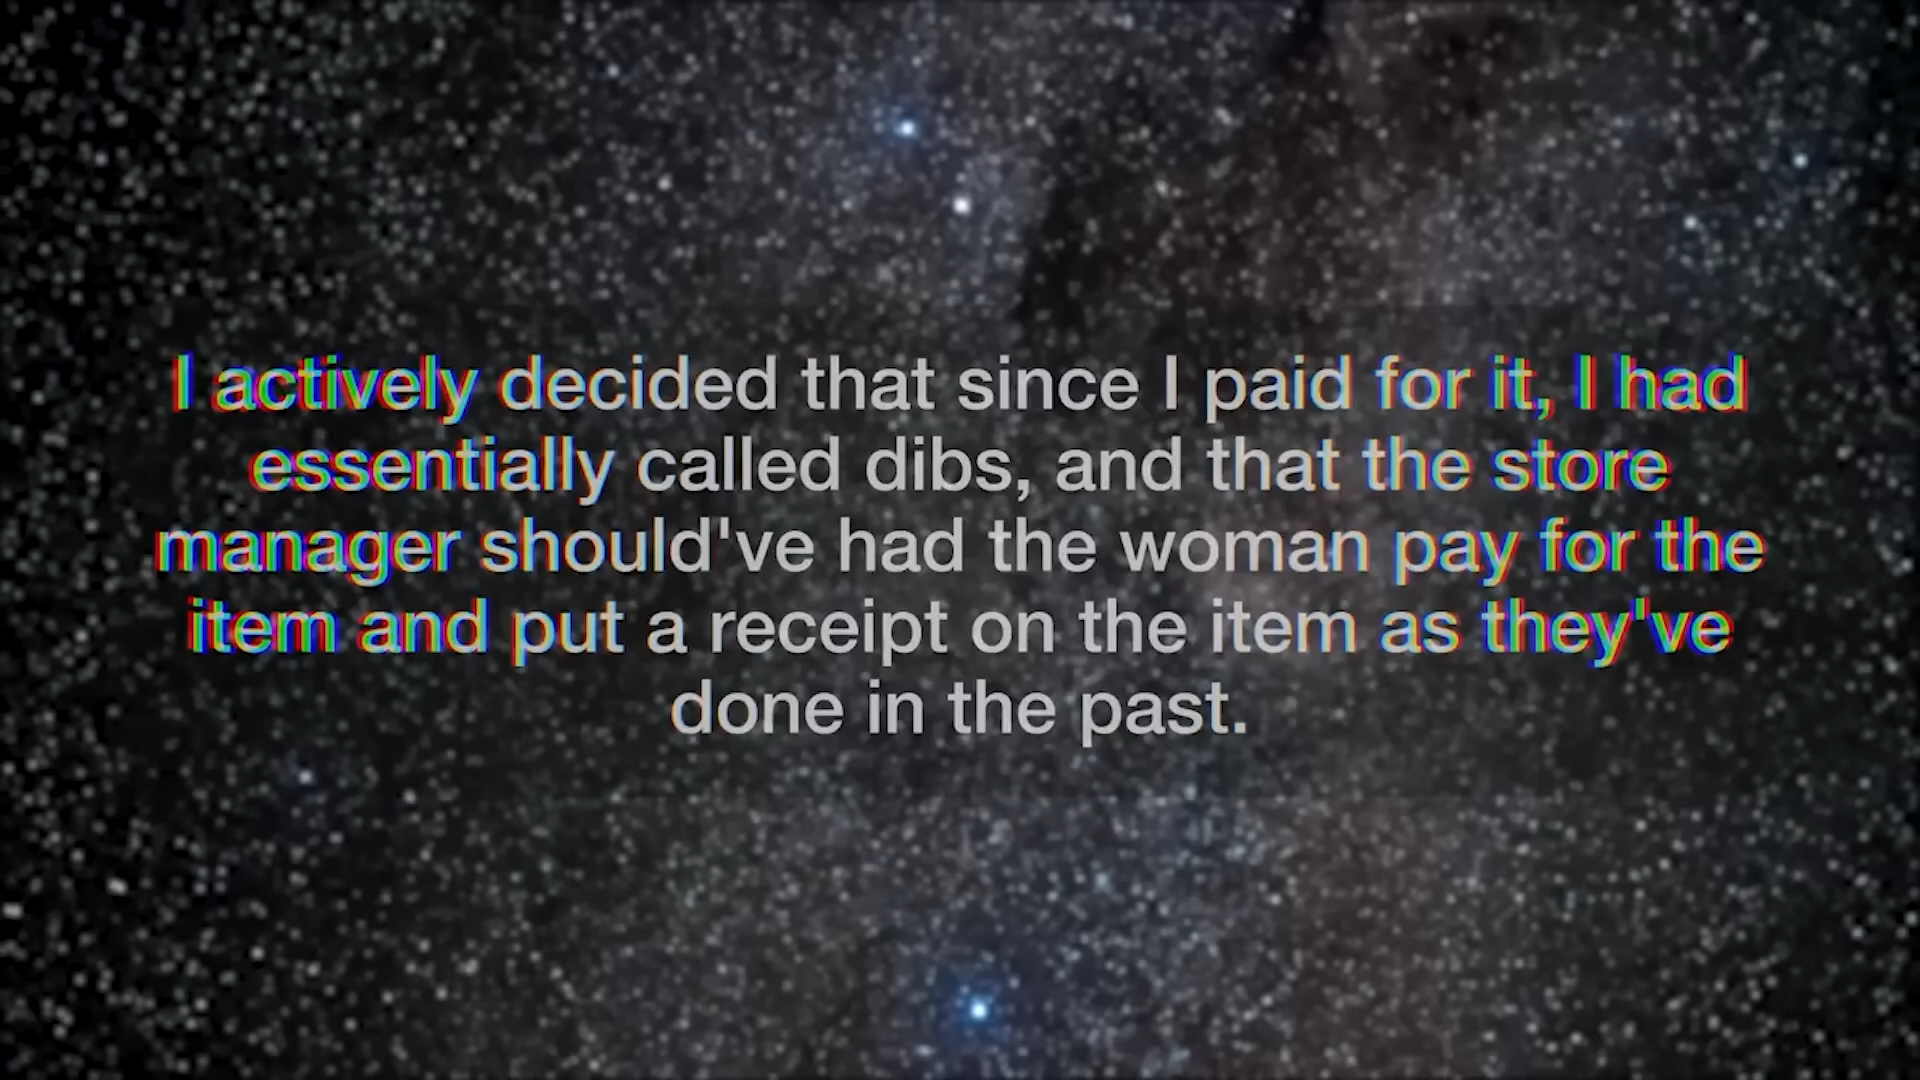 I actively decided that since I paid for it, I had
essentially called dibs, and that the store
manager should've had the woman pay for the
item and put a receipt on the item as they've
done in the past.